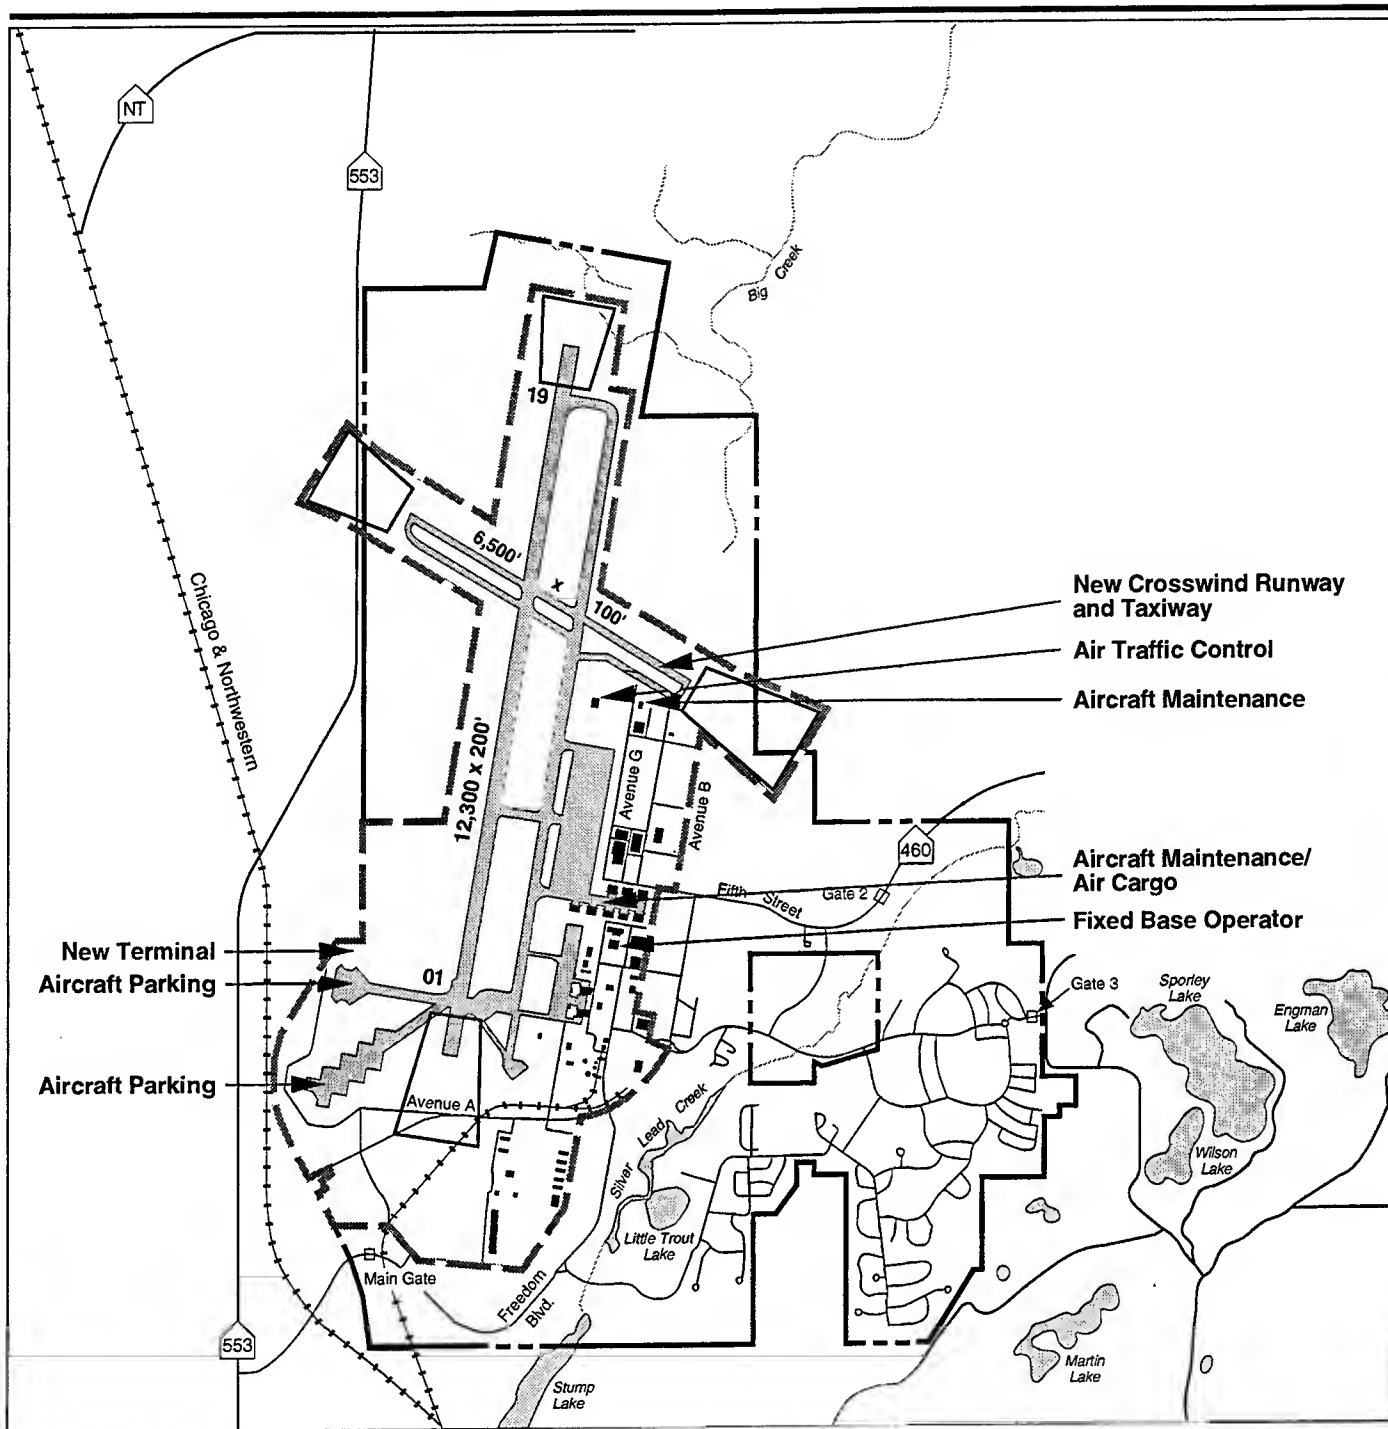 NT
553
Big Creek
19
6,500'
x
100'
New Crosswind Runway
and Taxiway
Air Traffic Control
Aircraft Maintenance
Chicago & Northwestern
12,300 x 200'
Avenue G
Avenue B
460
Aircraft Maintenance/
Air Cargo
Fifth Street
Gate 2
Fixed Base Operator
New Terminal
Aircraft Parking
01
Gate 3
Sporley
Lake
Engman
Lake
Aircraft Parking
Avenue A
Silver Lead Creek
Wilson
Lake
Little Trout
Lake
Main Gate
Freedom
Blvd.
553
Martin
Lake
Stump
Lake